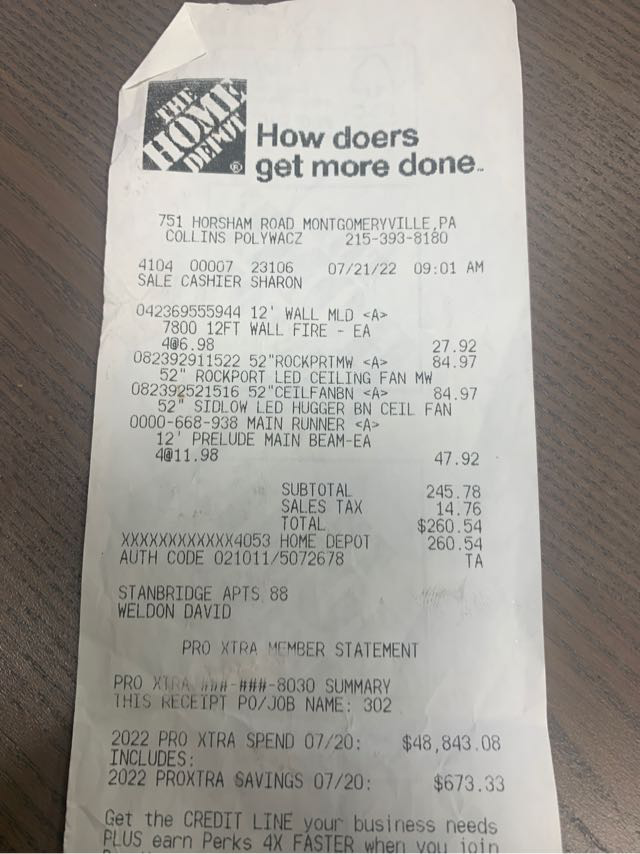 THE
HOME
DEPOT
®
How doers
get more done™
751 HORSHAM ROAD MONTGOMERYVILLE,PA
COLLINS POLYWACZ 215-393-8180
4104 00007 23106 07/21/22 09:01 AM
SALE CASHIER SHARON
042369555944 12' WALL MLD <A>
7800 12FT WALL FIRE - EA
4@6.98 27.92
082392911522 52"ROCKPRTMW <A> 84.97
52" ROCKPORT LED CEILING FAN MW
082392521516 52"CEILFANBN <A> 84.97
52" SIDLOW LED HUGGER BN CEIL FAN
0000-668-938 MAIN RUNNER <A>
12' PRELUDE MAIN BEAM-EA
4@11.98 47.92
SUBTOTAL 245.78
SALES TAX 14.76
TOTAL $260.54
XXXXXXXXXXXX4053 HOME DEPOT 260.54
AUTH CODE 021011/5072678 TA
STANBRIDGE APTS 88
WELDON DAVID
PRO XTRA MEMBER STATEMENT
PRO XTRA ###-###-8030 SUMMARY
THIS RECEIPT PO/JOB NAME: 302
2022 PRO XTRA SPEND 07/20: $48,843.08
INCLUDES:
2022 PROXTRA SAVINGS 07/20: $673.33
Get the CREDIT LINE your business needs
PLUS earn Perks 4X FASTER when you join